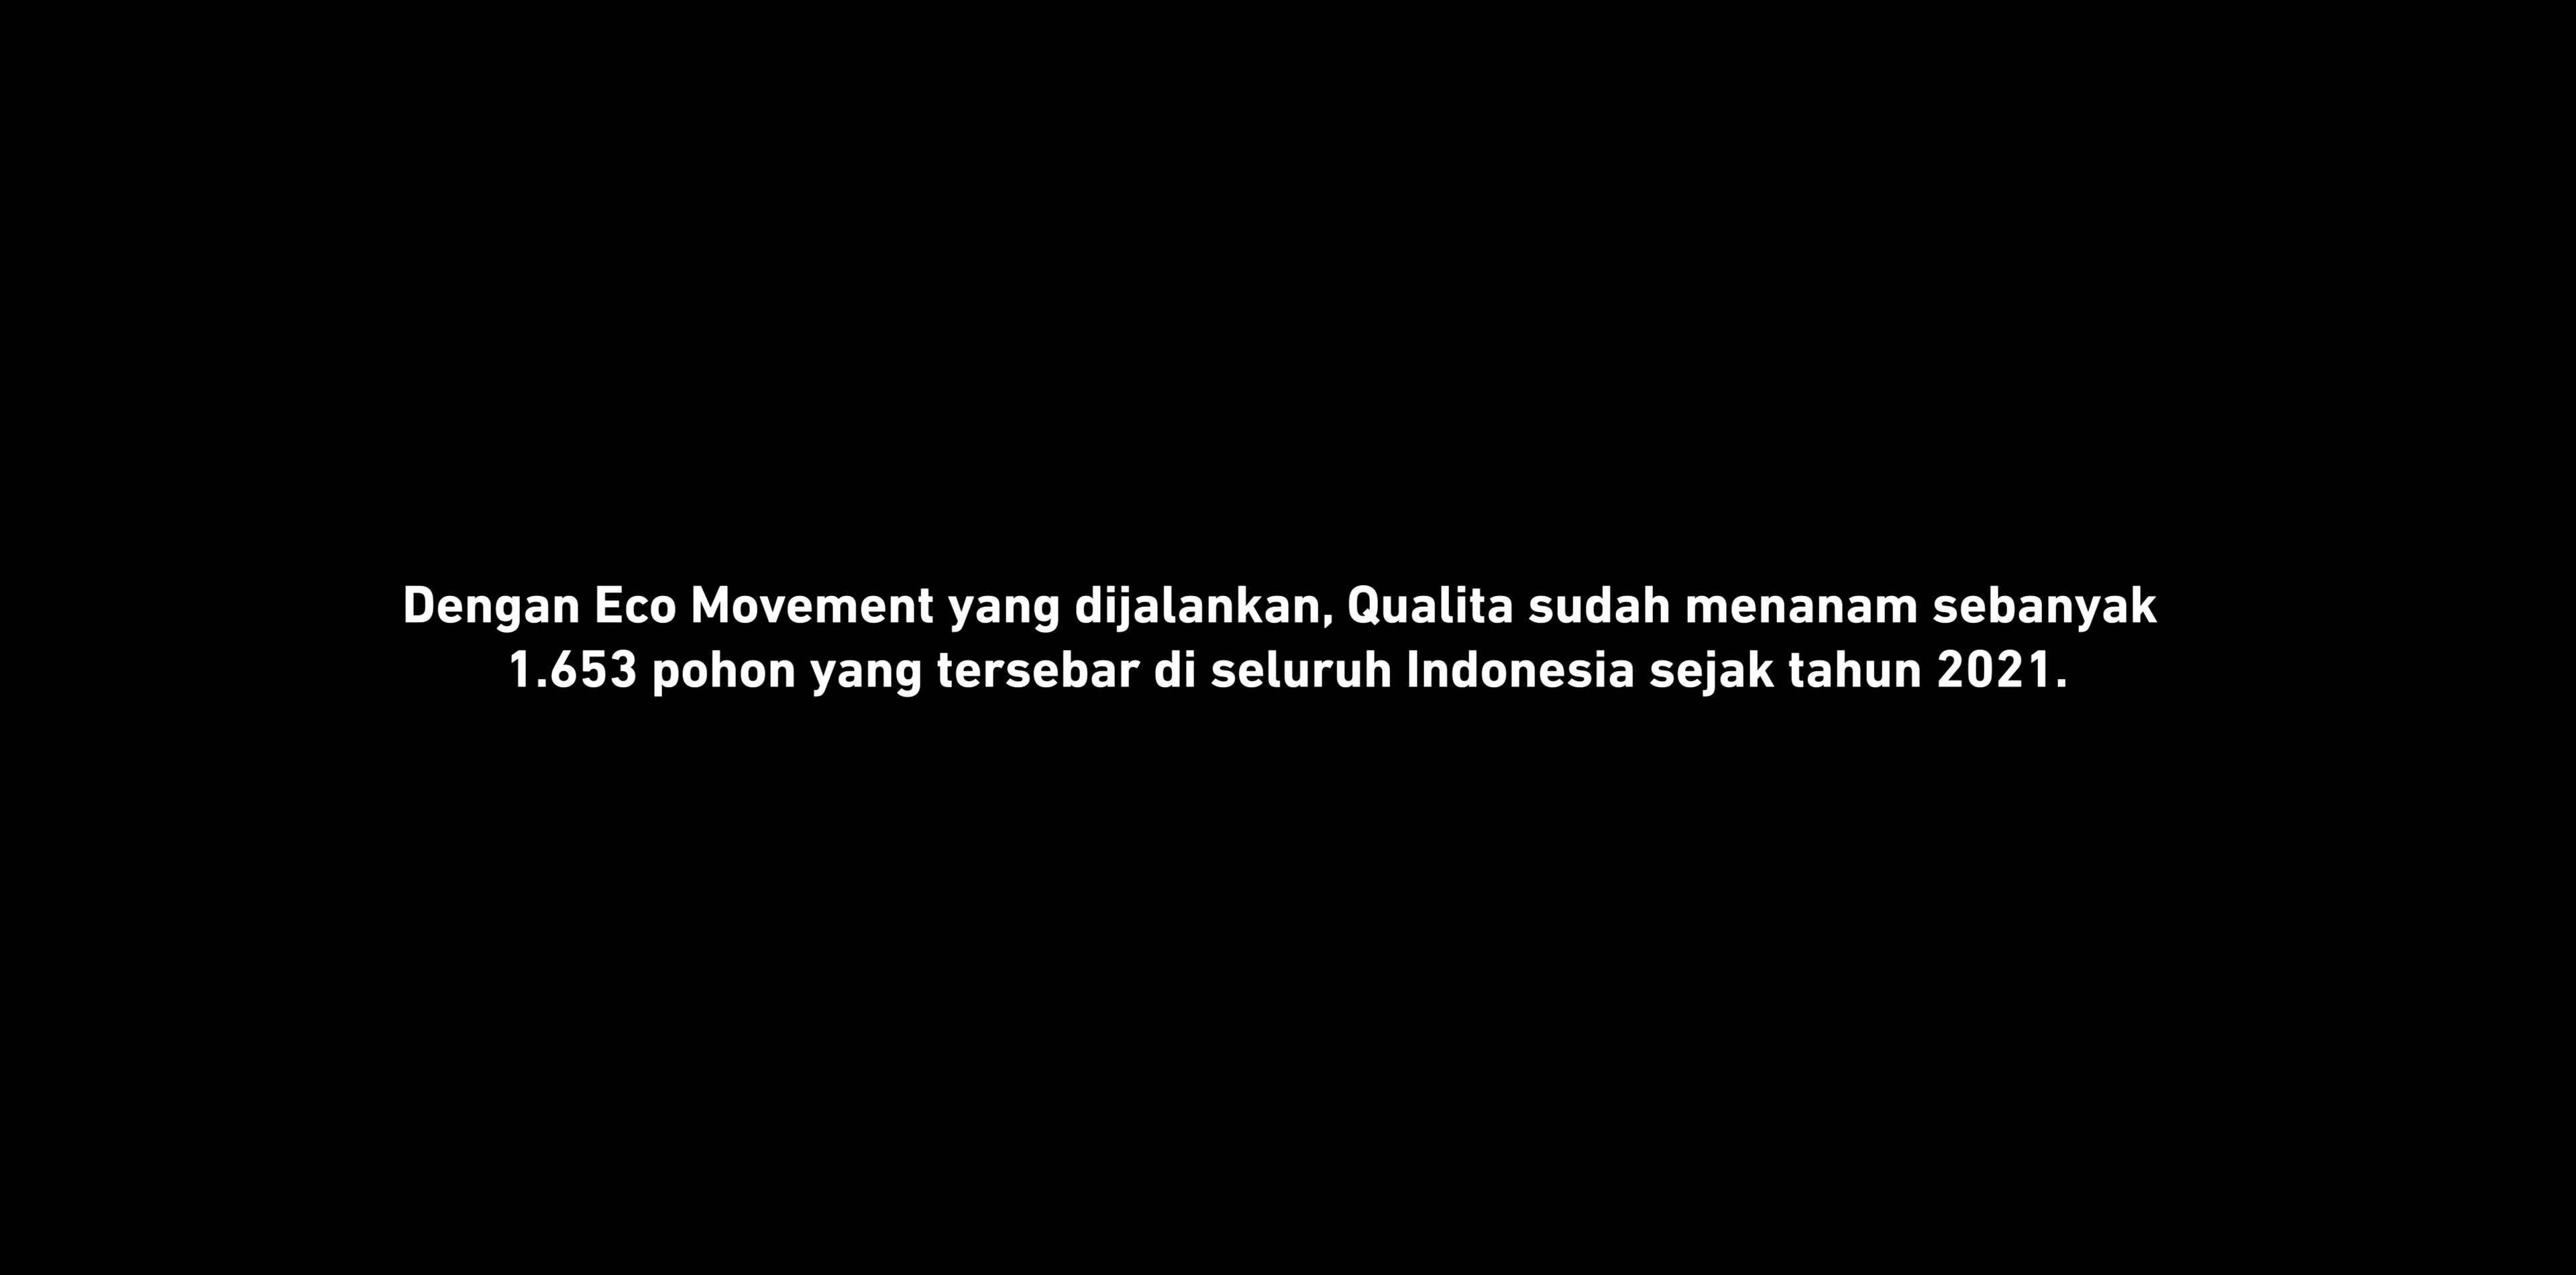 Dengan Eco Movement yang dijalankan, Qualita sudah menanam sebanyak
1.653 pohon yang tersebar di seluruh Indonesia sejak tahun 2021.